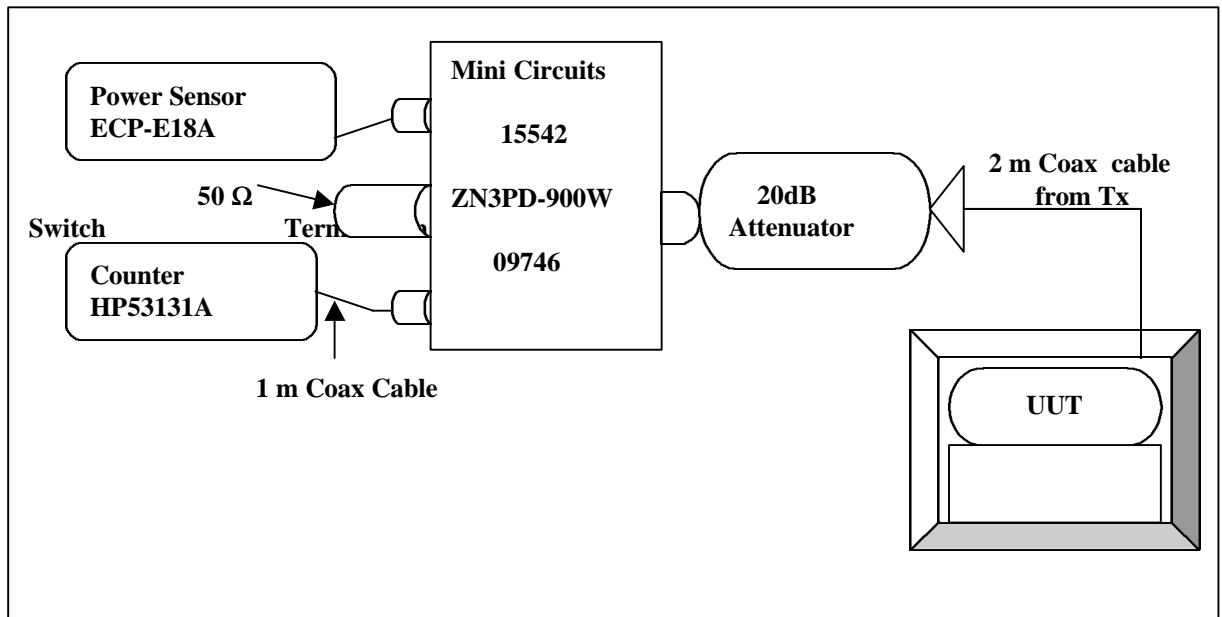 Power Sensor
ECP-E18A
50 Ω
Switch
Counter
HP53131A
1 m Coax Cable
Mini Circuits
15542
ZN3PD-900W
09746
20dB
Attenuator
2 m Coax cable
from Tx
UUT